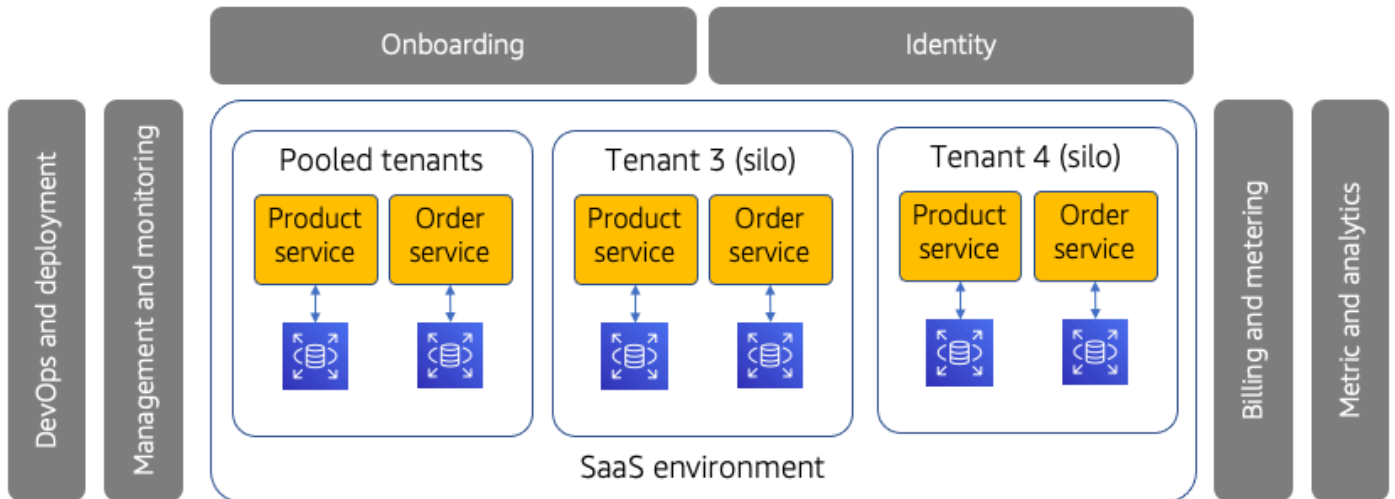 Onboarding
Identity
DevOps and deployment
Management and monitoring
Pooled tenants
Product
service
Order
service
Tenant 3 (silo)
Product
service
Order
service
Tenant 4 (silo)
Product
service
Order
service
SaaS environment
Billing and metering
Metric and analytics